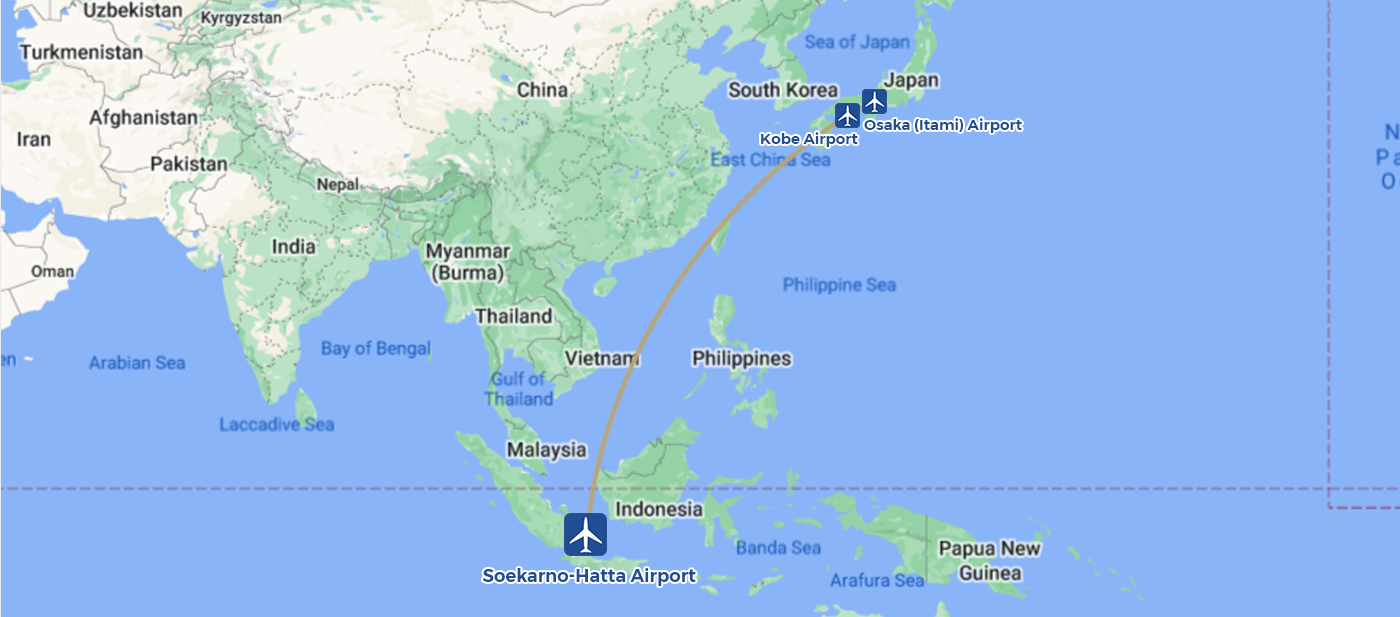 Uzbekistan
Kyrgyzstan
Turkmenistan
Sea of Japan
Japan
China
South Korea
Afghanistan
Osaka (Itami) Airport
Iran
Kobe Airport
Pakistan
East China Sea
Nepal
India
Myanmar
(Burma)
Oman
Philippine Sea
Thailand
Bay of Bengal
Vietnam
Philippines
Arabian Sea
Gulf of
Thailand
Laccadive Sea
Malaysia
Indonesia
Banda Sea
Papua New
Guinea
Soekarno-Hatta Airport
Arafura Sea